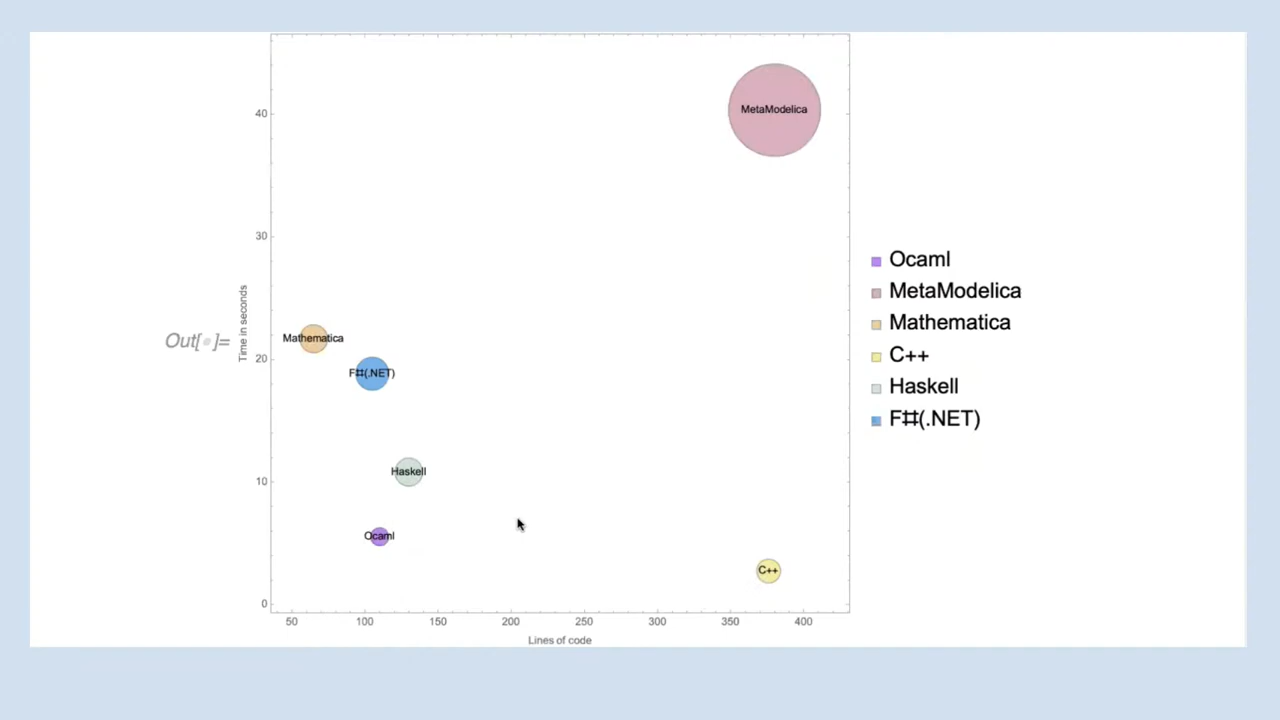 40
30
20
10
0
Time in seconds
Out[•]=
MetaModelica
Mathematica
F⌗(.NET)
Haskell
Ocaml
C++
50 100 150 200 250 300 350 400
Lines of code
Ocaml
MetaModelica
Mathematica
C++
Haskell
F⌗(.NET)